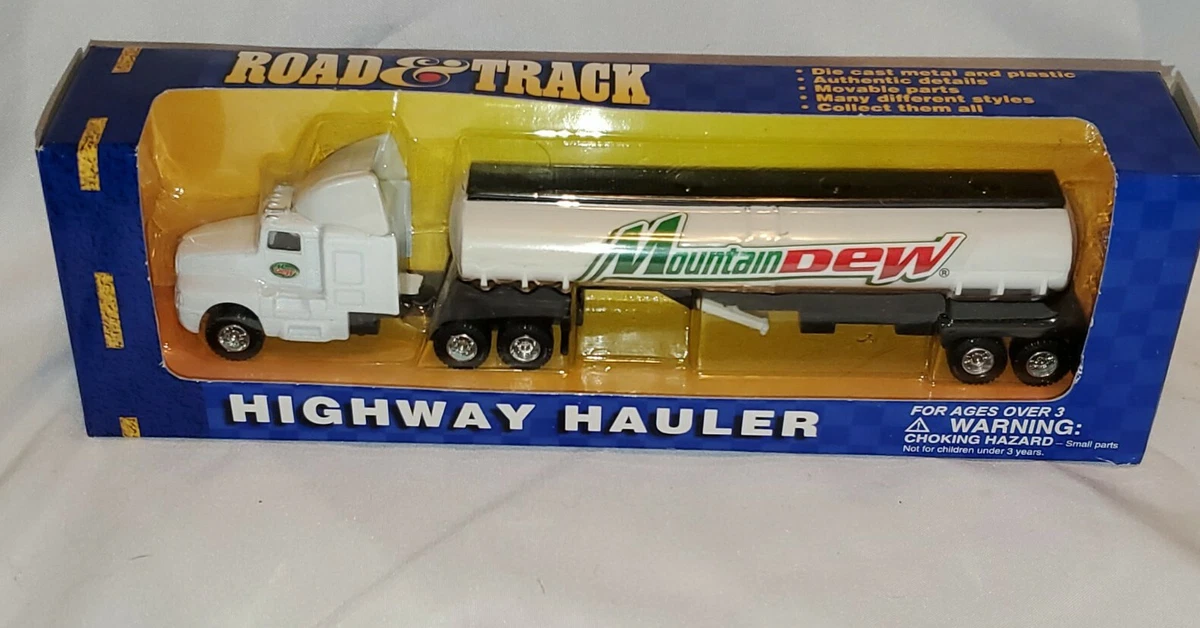 ROAD & TRACK
• Die cast metal and plastic
• Authentic details
• Movable parts
• Many different styles
• Collect them all
Mountain Dew®
HIGHWAY HAULER
FOR AGES OVER 3
⚠ WARNING:
CHOKING HAZARD – Small parts
Not for children under 3 years.